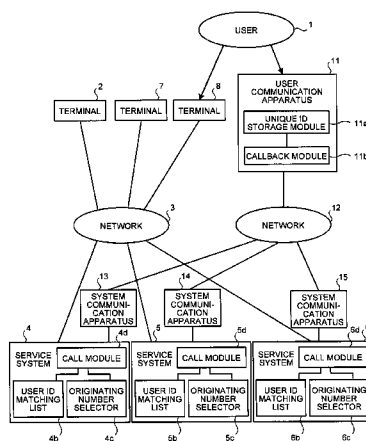 1
USER
11
USER
COMMUNICATION
APPARATUS
UNIQUE ID
STORAGE MODULE
11a
CALLBACK MODULE
11b
2
TERMINAL
7
TERMINAL
8
TERMINAL
3
NETWORK
12
NETWORK
13
SYSTEM
COMMUNI-
CATION
APPARATUS
14
SYSTEM
COMMUNI-
CATION
APPARATUS
15
SYSTEM
COMMUNI-
CATION
APPARATUS
4
4d
SERVICE
SYSTEM
CALL MODULE
USER ID
MATCHING
LIST
ORIGINATING
NUMBER
SELECTOR
4b
4c
5
5d
SERVICE
SYSTEM
CALL MODULE
USER ID
MATCHING
LIST
ORIGINATING
NUMBER
SELECTOR
5b
5c
6d
SERVICE
SYSTEM
CALL MODULE
USER ID
MATCHING
LIST
ORIGINATING
NUMBER
SELECTOR
6b
6c